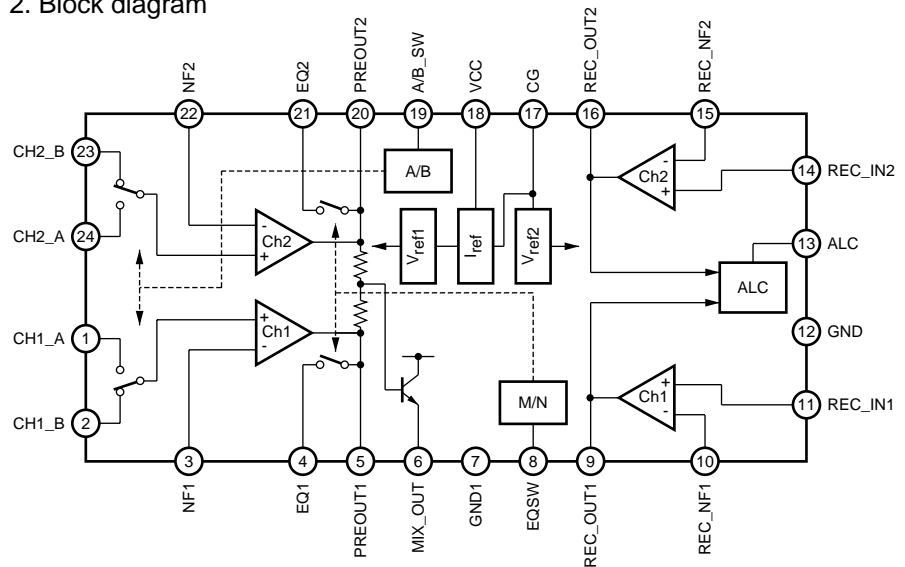 2. Block diagram
NF2
EQ2
PREOUT2
A/B_SW
VCC
CG
REC_OUT2
REC_NF2
22
21
20
19
18
17
16
15
CH2_B
23
CH2_A
24
A/B
-
Ch2
+
Vref1
Iref
Vref2
-
Ch2
+
14
REC_IN2
13
ALC
ALC
12
GND
CH1_A
1
CH1_B
2
+
Ch1
-
M/N
+
Ch1
-
11
REC_IN1
3
4
5
6
7
8
9
10
NF1
EQ1
PREOUT1
MIX_OUT
GND1
EQSW
REC_OUT1
REC_NF1